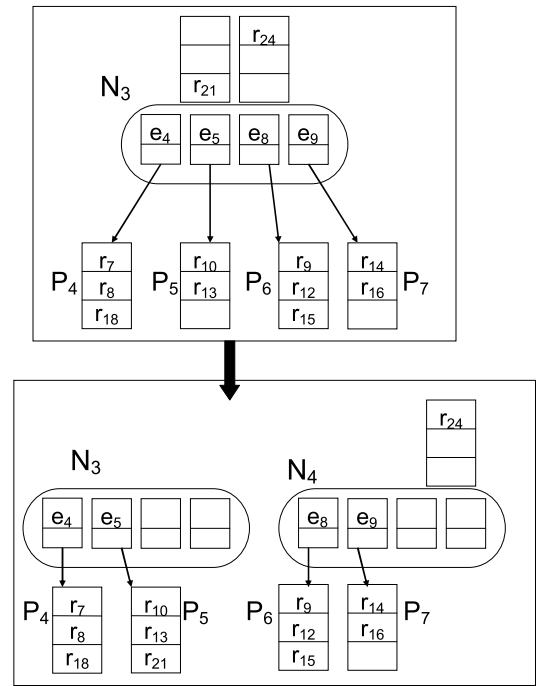 r24
r21
N3
e4 e5 e8 e9
P4 r7 P5 r10 P6 r9 r14 P7
r8 r13 r12 r16
r18 r15
r24
N3 N4
e4 e5 e8 e9
P4 r7 r10 P5 P6 r9 r14 P7
r8 r13 r12 r16
r18 r21 r15